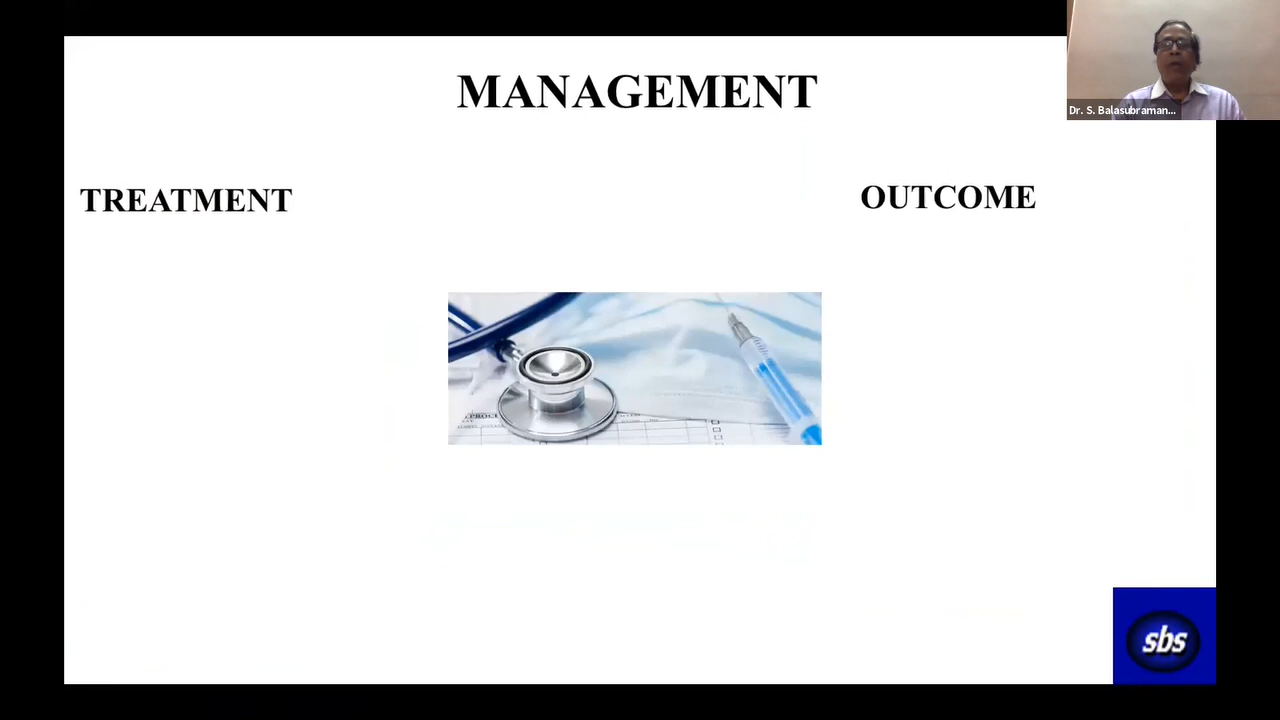 MANAGEMENT
Dr. S. Balasubraman...
TREATMENT
OUTCOME
sbs